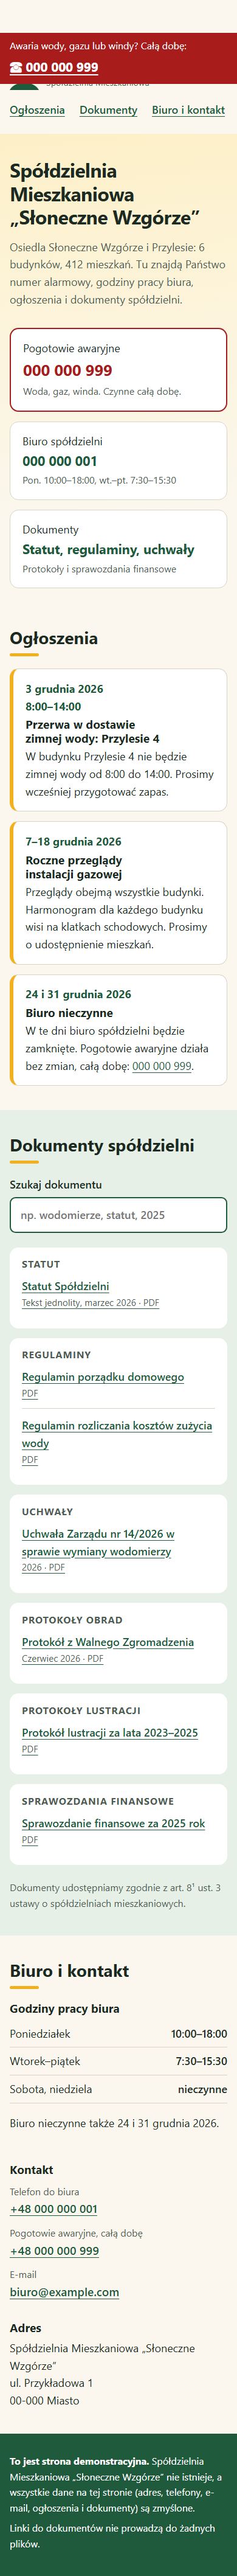 Awaria wody, gazu lub windy? Całą dobę:
☎ 000 000 999
Ogłoszenia Dokumenty Biuro i kontakt
Spółdzielnia
Mieszkaniowa
„Słoneczne Wzgórze”
Osiedla Słoneczne Wzgórze i Przylesie: 6
budynków, 412 mieszkań. Tu znajdą Państwo
numer alarmowy, godziny pracy biura,
ogłoszenia i dokumenty spółdzielni.
Pogotowie awaryjne
000 000 999
Woda, gaz, winda. Czynne całą dobę.
Biuro spółdzielni
000 000 001
Pon. 10:00–18:00, wt.–pt. 7:30–15:30
Dokumenty
Statut, regulaminy, uchwały
Protokoły i sprawozdania finansowe
Ogłoszenia
3 grudnia 2026
8:00–14:00
Przerwa w dostawie
zimnej wody: Przylesie 4
W budynku Przylesie 4 nie będzie
zimnej wody od 8:00 do 14:00. Prosimy
wcześniej przygotować zapas.
7–18 grudnia 2026
Roczne przeglądy
instalacji gazowej
Przeglądy obejmą wszystkie budynki.
Harmonogram dla każdego budynku
wisi na klatkach schodowych. Prosimy
o udostępnienie mieszkań.
24 i 31 grudnia 2026
Biuro nieczynne
W te dni biuro spółdzielni będzie
zamknięte. Pogotowie awaryjne działa
bez zmian, całą dobę: 000 000 999.
Dokumenty spółdzielni
Szukaj dokumentu
np. wodomierze, statut, 2025
STATUT
Statut Spółdzielni
Tekst jednolity, marzec 2026 · PDF
REGULAMINY
Regulamin porządku domowego
PDF
Regulamin rozliczania kosztów zużycia
wody
PDF
UCHWAŁY
Uchwała Zarządu nr 14/2026 w
sprawie wymiany wodomierzy
2026 · PDF
PROTOKOŁY OBRAD
Protokół z Walnego Zgromadzenia
Czerwiec 2026 · PDF
PROTOKOŁY LUSTRACJI
Protokół lustracji za lata 2023–2025
PDF
SPRAWOZDANIA FINANSOWE
Sprawozdanie finansowe za 2025 rok
PDF
Dokumenty udostępniamy zgodnie z art. 8¹ ust. 3
ustawy o spółdzielniach mieszkaniowych.
Biuro i kontakt
Godziny pracy biura
Poniedziałek 10:00–18:00
Wtorek–piątek 7:30–15:30
Sobota, niedziela nieczynne
Biuro nieczynne także 24 i 31 grudnia 2026.
Kontakt
Telefon do biura
+48 000 000 001
Pogotowie awaryjne, całą dobę
+48 000 000 999
E-mail
biuro@example.com
Adres
Spółdzielnia Mieszkaniowa „Słoneczne
Wzgórze”
ul. Przykładowa 1
00-000 Miasto
To jest strona demonstracyjna. Spółdzielnia
Mieszkaniowa „Słoneczne Wzgórze” nie istnieje, a
wszystkie dane na tej stronie (adres, telefony, e-
mail, ogłoszenia i dokumenty) są zmyślone.
Linki do dokumentów nie prowadzą do żadnych
plików.